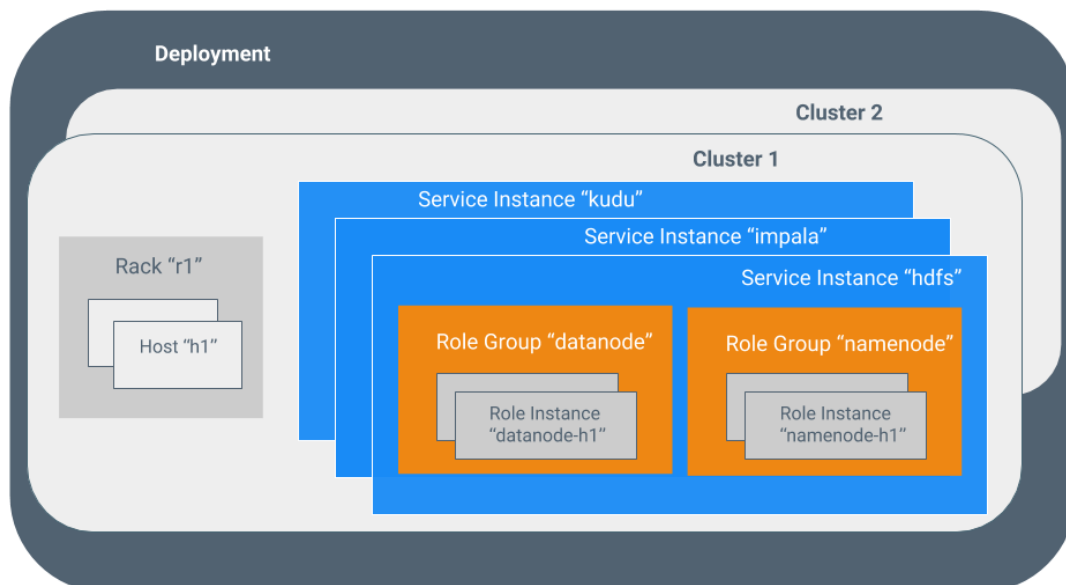 Deployment
Cluster 2
Cluster 1
Service Instance “kudu”
Service Instance “impala”
Service Instance “hdfs”
Rack “r1”
Host “h1”
Role Group “datanode”
Role Instance
“datanode-h1”
Role Group “namenode”
Role Instance
“namenode-h1”